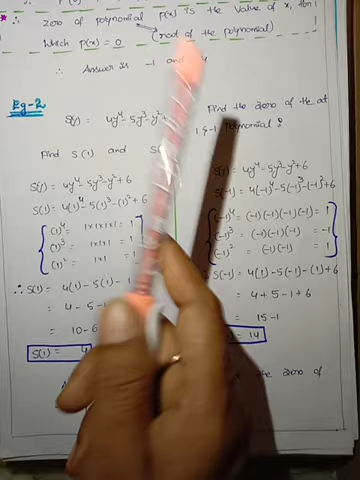 zero of polynomial P(x) is the value of x, for
which P(x) = 0 (root of the polynomial)
∴ Answer is -1 and 4
Eg-2
Find the zero of the at
S(y) = 4y⁴ - 5y³ - y² +
1 & -1 polynomial ?
Find S(1) and
S(y) = 4y⁴ - 5y³ - y² + 6
S(1) = 4(1)⁴ - 5(1)³ - (1)² + 6
(1)⁴ = 1×1×1×1 = 1
(1)³ = 1×1×1 = 1
(1)² = 1×1 = 1
∴ S(1) = 4(1) - 5(1) - 1
= 4 - 5 - 1
= 10 - 6
S(1) = 4
S(y) = 4y⁴ - 5y³ - y² + 6
S(-1) = 4(-1)⁴ - 5(-1)³ - (-1)² + 6
(-1)⁴ = (-1)(-1)(-1)(-1) = 1
(-1)³ = (-1)(-1)(-1) = -1
(-1)² = (-1)(-1) = 1
S(-1) = 4(1) - 5(-1) - (1) + 6
= 4 + 5 - 1 + 6
= 15 - 1
= 14
the zero of